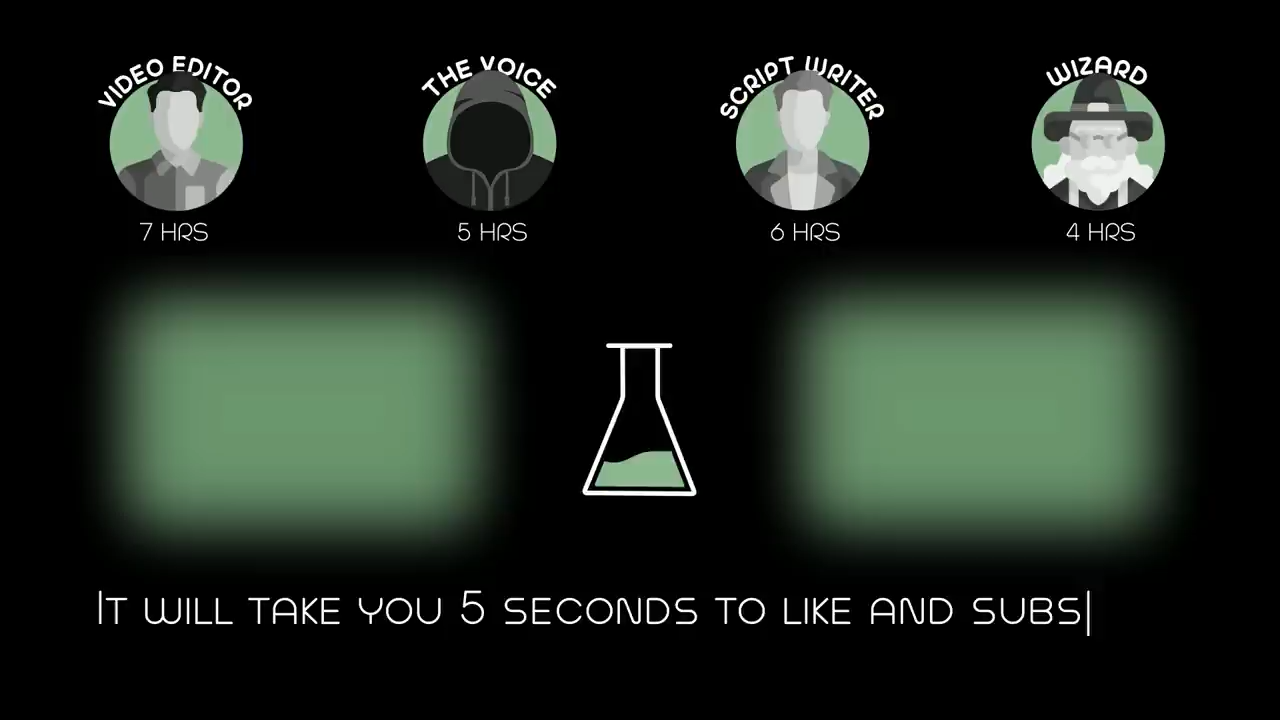 VIDEO EDITOR
THE VOICE
SCRIPT WRITER
WIZARD
7 HRS
5 HRS
6 HRS
4 HRS
IT WILL TAKE YOU 5 SECONDS TO LIKE AND SUBS